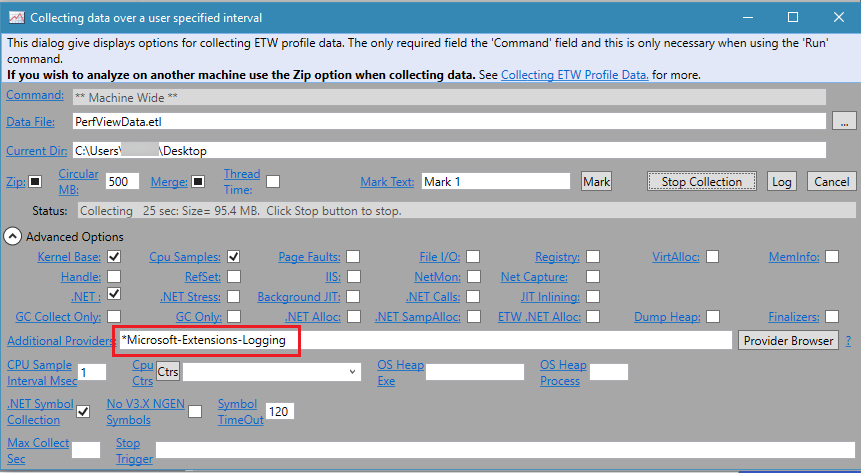 Collecting data over a user specified interval
This dialog give displays options for collecting ETW profile data. The only required field the 'Command' field and this is only necessary when using the 'Run'
command.
If you wish to analyze on another machine use the Zip option when collecting data. See Collecting ETW Profile Data. for more.
Command: ** Machine Wide **
Data File: PerfViewData.etl ...
Current Dir: C:\Users\ \Desktop
Zip: Circular MB: 500 Merge: Thread Time: Mark Text: Mark 1 Mark Stop Collection Log Cancel
Status: Collecting 25 sec: Size= 95.4 MB. Click Stop button to stop.
Advanced Options
Kernel Base: Cpu Samples: Page Faults: File I/O: Registry: VirtAlloc: MemInfo:
Handle: RefSet: IIS: NetMon: Net Capture:
.NET : .NET Stress: Background JIT: .NET Calls: JIT Inlining:
GC Collect Only: GC Only: .NET Alloc: .NET SampAlloc: ETW .NET Alloc: Dump Heap: Finalizers:
Additional Providers: *Microsoft-Extensions-Logging Provider Browser ?
CPU Sample Interval Msec 1 Cpu Ctrs Ctrs OS Heap Exe OS Heap Process
.NET Symbol Collection No V3.X NGEN Symbols Symbol TimeOut 120
Max Collect Sec Stop Trigger